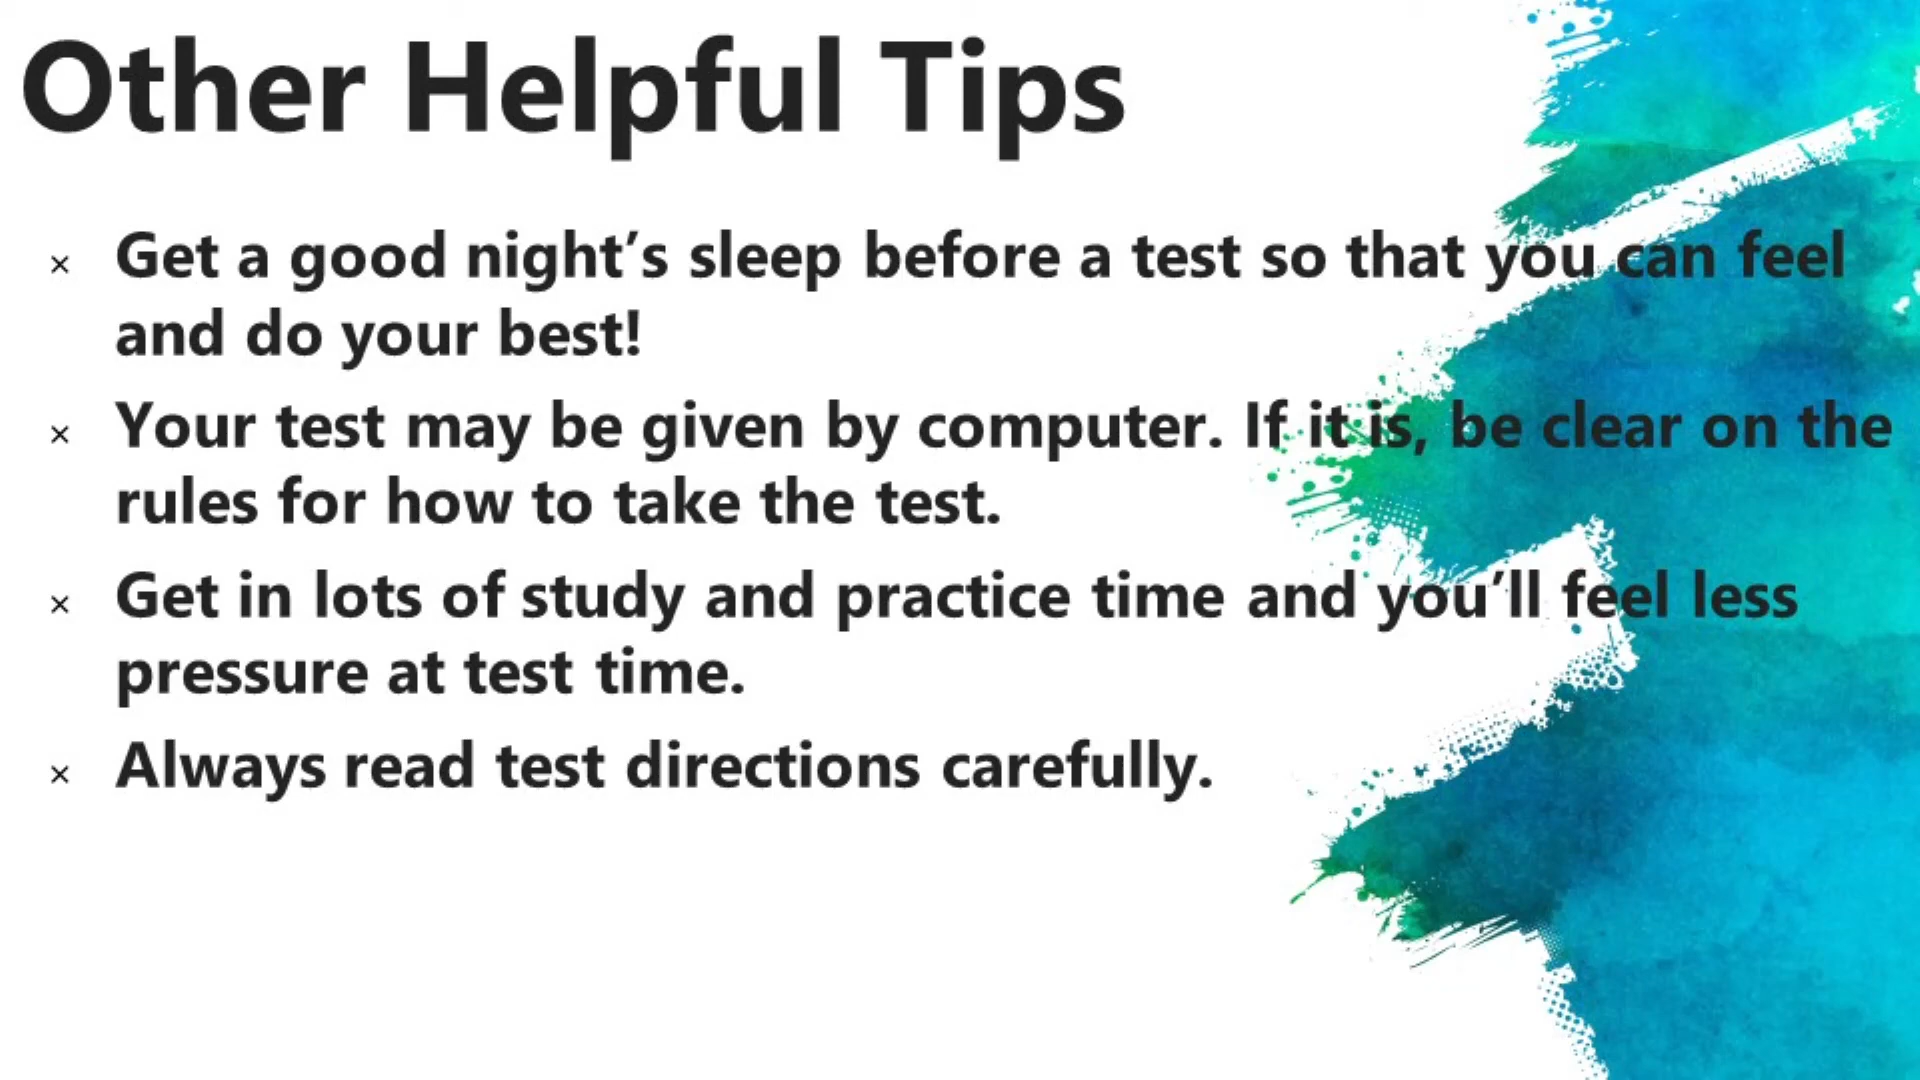 Other Helpful Tips
× Get a good night’s sleep before a test so that you can feel
and do your best!
× Your test may be given by computer. If it is, be clear on the
rules for how to take the test.
× Get in lots of study and practice time and you’ll feel less
pressure at test time.
× Always read test directions carefully.